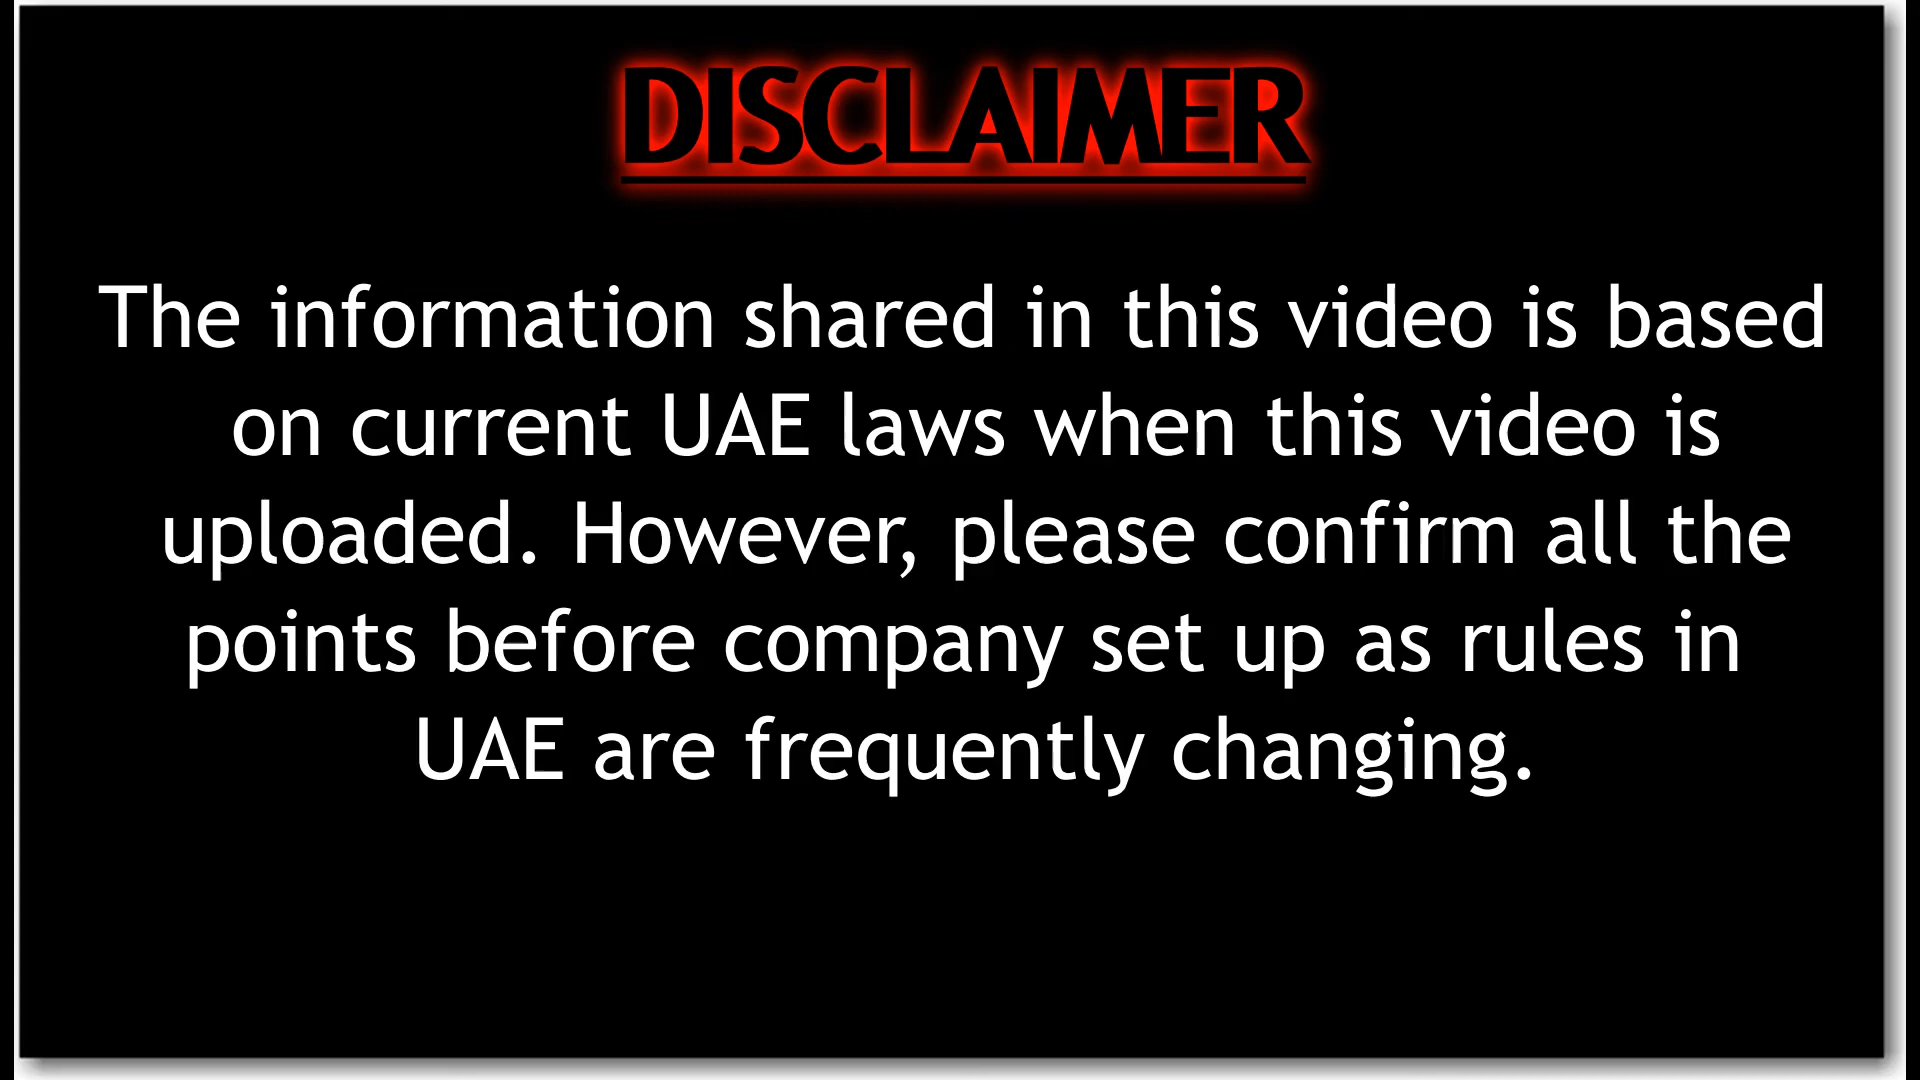 DISCLAIMER
The information shared in this video is based
on current UAE laws when this video is
uploaded. However, please confirm all the
points before company set up as rules in
UAE are frequently changing.